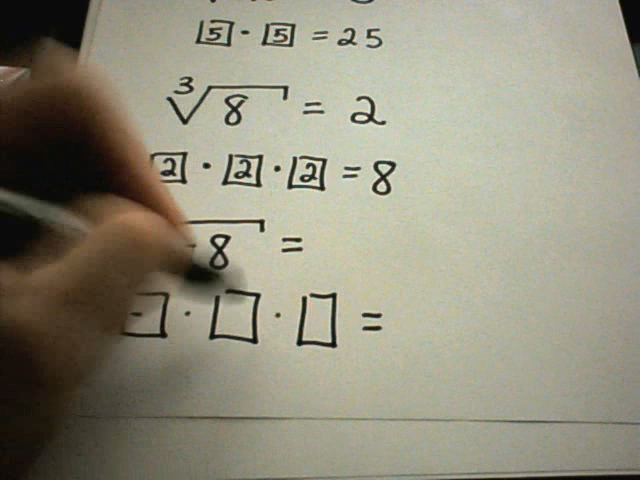 5 · 5 = 25
∛8 = 2
2 · 2 · 2 = 8
-8 =
- · □ · □ =